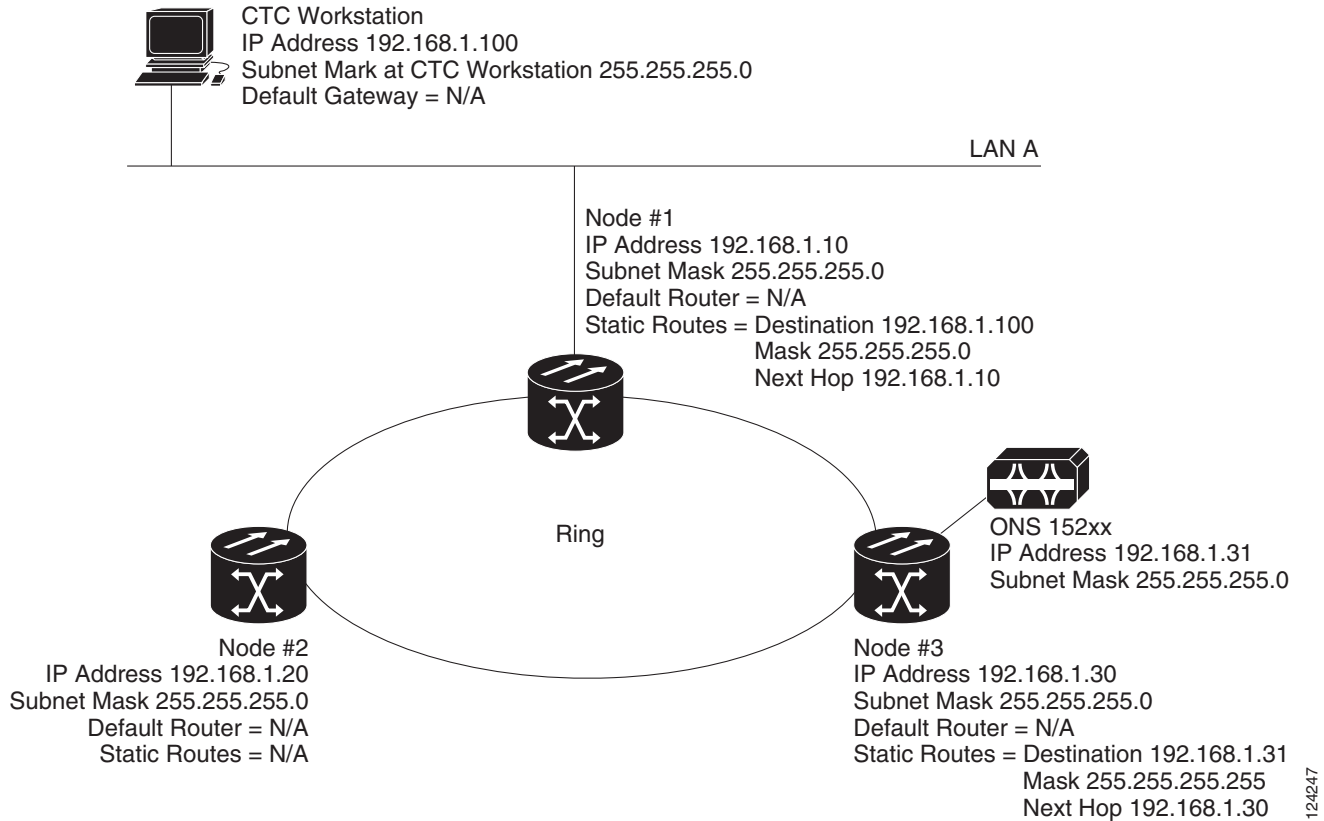 CTC Workstation
IP Address 192.168.1.100
Subnet Mark at CTC Workstation 255.255.255.0
Default Gateway = N/A
LAN A
Node #1
IP Address 192.168.1.10
Subnet Mask 255.255.255.0
Default Router = N/A
Static Routes = Destination 192.168.1.100
Mask 255.255.255.0
Next Hop 192.168.1.10
Ring
ONS 152xx
IP Address 192.168.1.31
Subnet Mask 255.255.255.0
Node #2
IP Address 192.168.1.20
Subnet Mask 255.255.255.0
Default Router = N/A
Static Routes = N/A
Node #3
IP Address 192.168.1.30
Subnet Mask 255.255.255.0
Default Router = N/A
Static Routes = Destination 192.168.1.31
Mask 255.255.255.255
Next Hop 192.168.1.30
124247